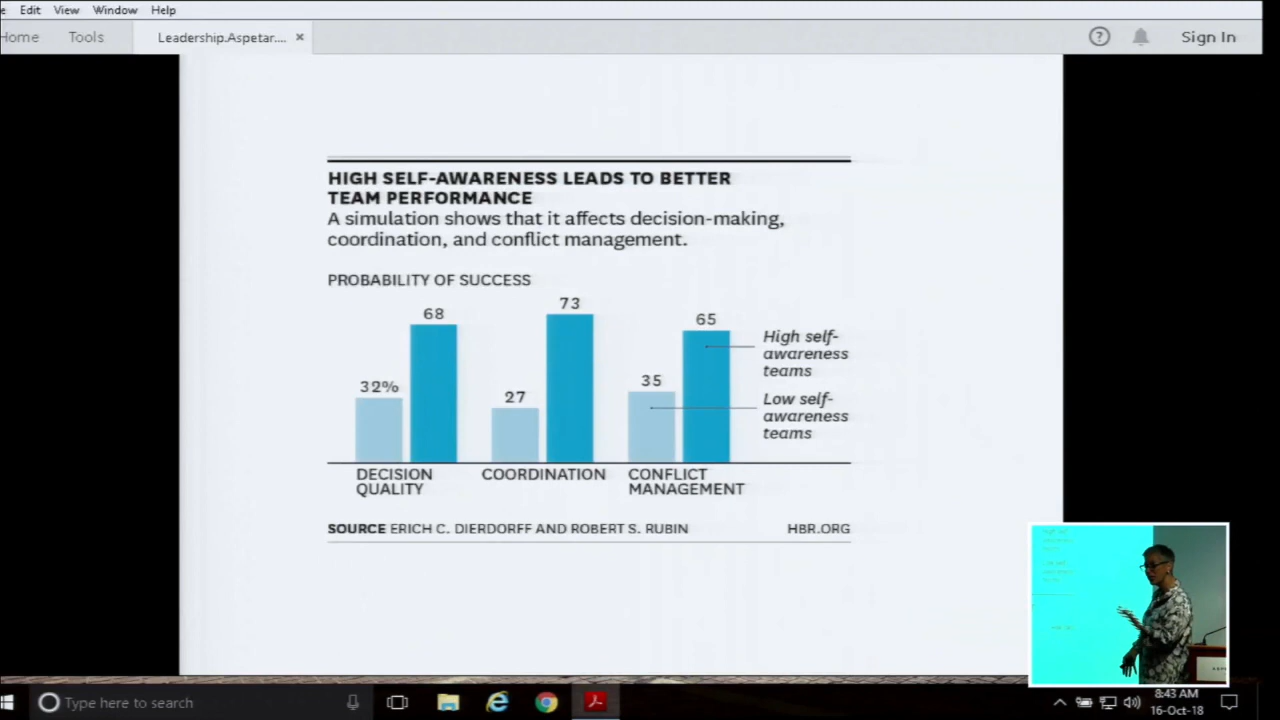 Edit View Window Help
Home Tools Leadership.Aspetar.... × ? Sign In
HIGH SELF-AWARENESS LEADS TO BETTER
TEAM PERFORMANCE
A simulation shows that it affects decision-making,
coordination, and conflict management.
PROBABILITY OF SUCCESS
32% 68 27 73 35 65
High self-
awareness
teams
Low self-
awareness
teams
DECISION
QUALITY
COORDINATION
CONFLICT
MANAGEMENT
SOURCE ERICH C. DIERDORFF AND ROBERT S. RUBIN HBR.ORG
Type here to search
8:43 AM
16-Oct-18